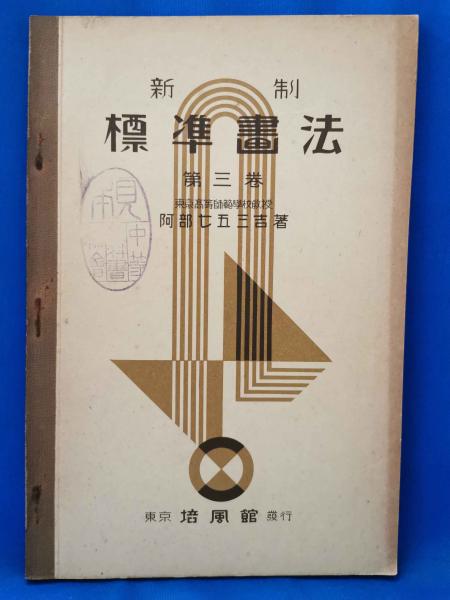 新制
標準畫法
第三巻
東京高等師範學校教授
阿部七五三吉著
東京 培風館 發行